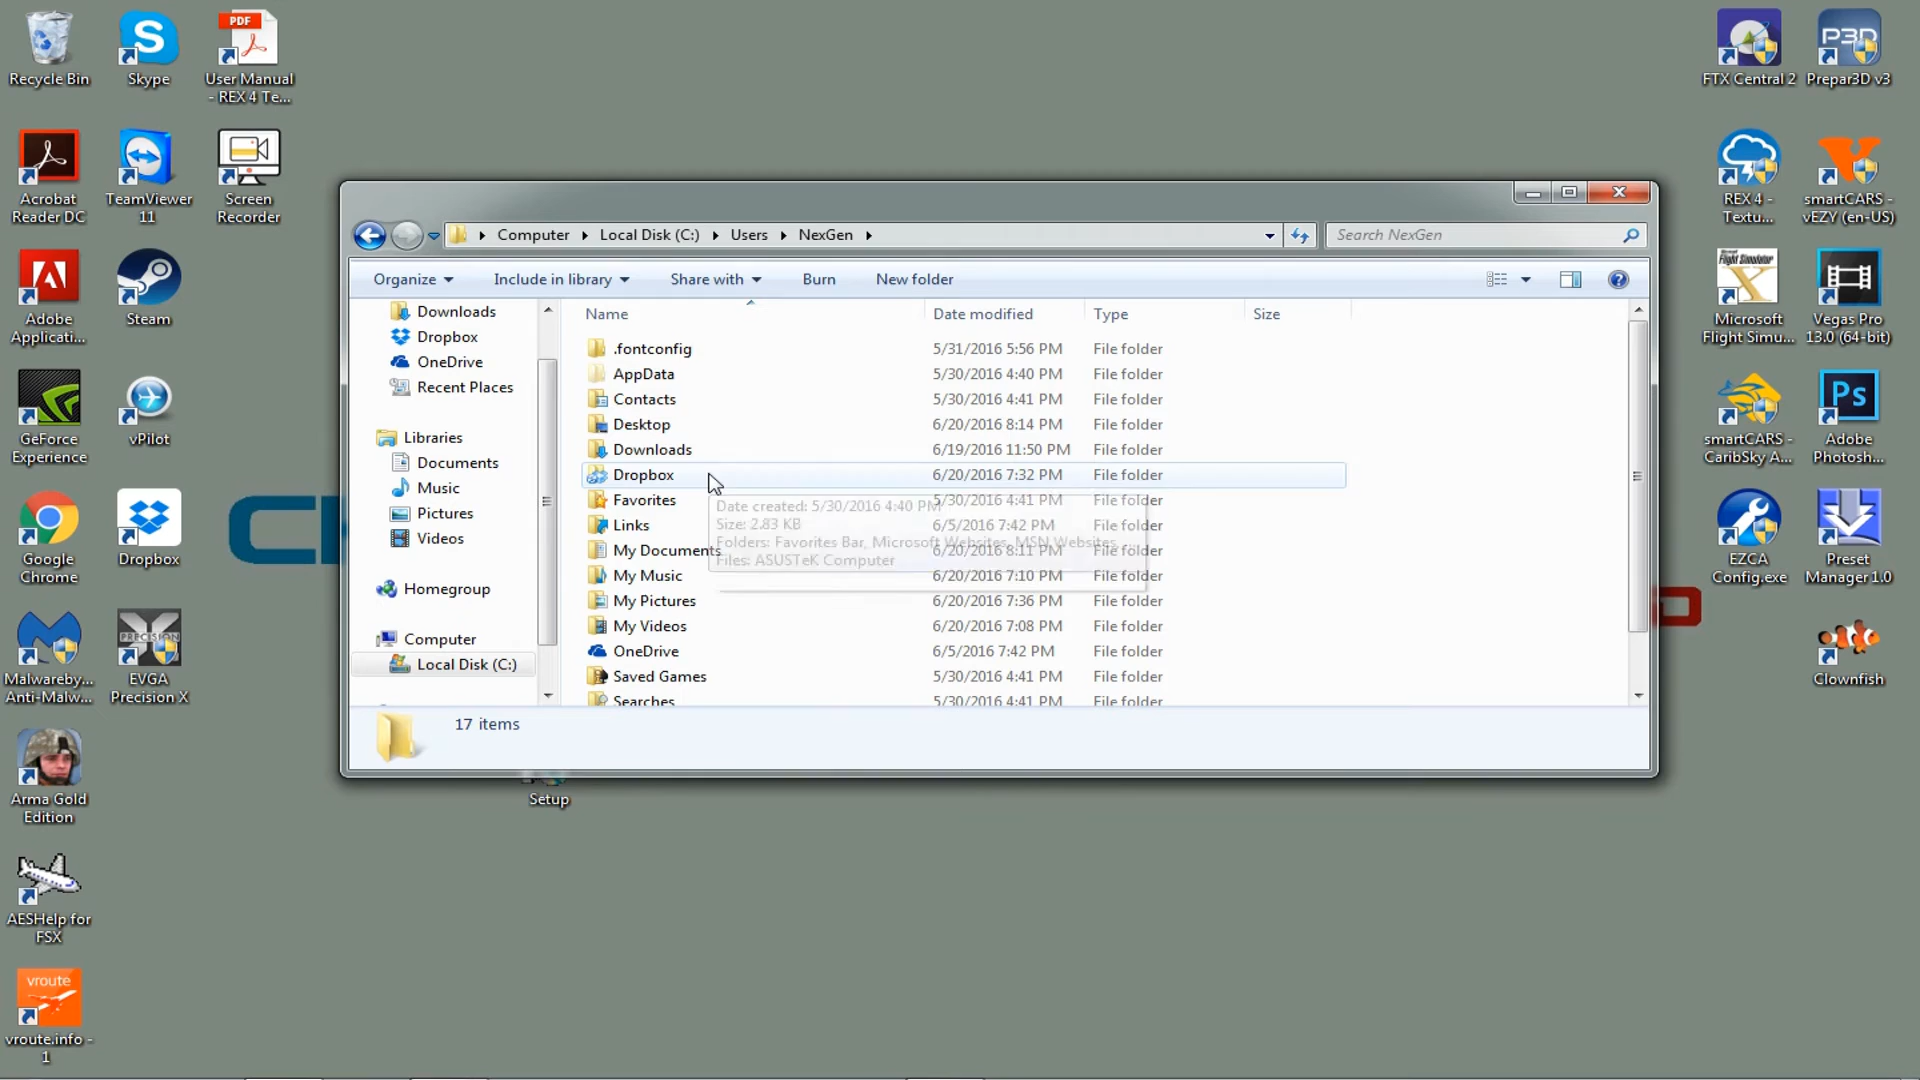 Recycle Bin
Skype
PDF
User Manual
- REX 4 Te...
Acrobat
Reader DC
TeamViewer
11
Screen
Recorder
Adobe
Applicati...
Steam
GeForce
Experience
vPilot
Google
Chrome
Dropbox
Malwareby...
Anti-Malw...
PRECISION
EVGA
Precision X
Arma Gold
Edition
AESHelp for
FSX
vroute
vroute.info -
1
Computer
Local Disk (C:)
Users
NexGen
Search NexGen
Organize
Include in library
Share with
Burn
New folder
Downloads
Dropbox
OneDrive
Recent Places
Libraries
Documents
Music
Pictures
Videos
Homegroup
Computer
Local Disk (C:)
Name Date modified Type Size
.fontconfig 5/31/2016 5:56 PM File folder
AppData 5/30/2016 4:40 PM File folder
Contacts 5/30/2016 4:41 PM File folder
Desktop 6/20/2016 8:14 PM File folder
Downloads 6/19/2016 11:50 PM File folder
Dropbox 6/20/2016 7:32 PM File folder
Favorites 5/30/2016 4:41 PM File folder
Links 6/5/2016 7:42 PM File folder
My Documents 6/20/2016 8:11 PM File folder
My Music 6/20/2016 7:10 PM File folder
My Pictures 6/20/2016 7:36 PM File folder
My Videos 6/20/2016 7:08 PM File folder
OneDrive 6/5/2016 7:42 PM File folder
Saved Games 5/30/2016 4:41 PM File folder
Searches 5/30/2016 4:41 PM File folder
Date created: 5/30/2016 4:40 PM
Size: 2.83 KB
Folders: Favorites Bar, Microsoft Websites, MSN Websites
Files: ASUSTeK Computer
17 items
Setup
FTX Central 2
P3D
Prepar3D v3
REX 4 -
Textu...
smartCARS -
vEZY (en-US)
Flight Simulator
Microsoft
Flight Simu...
Vegas Pro
13.0 (64-bit)
smartCARS -
CaribSky A...
Ps
Adobe
Photosh...
EZCA
Config.exe
Preset
Manager 1.0
Clownfish